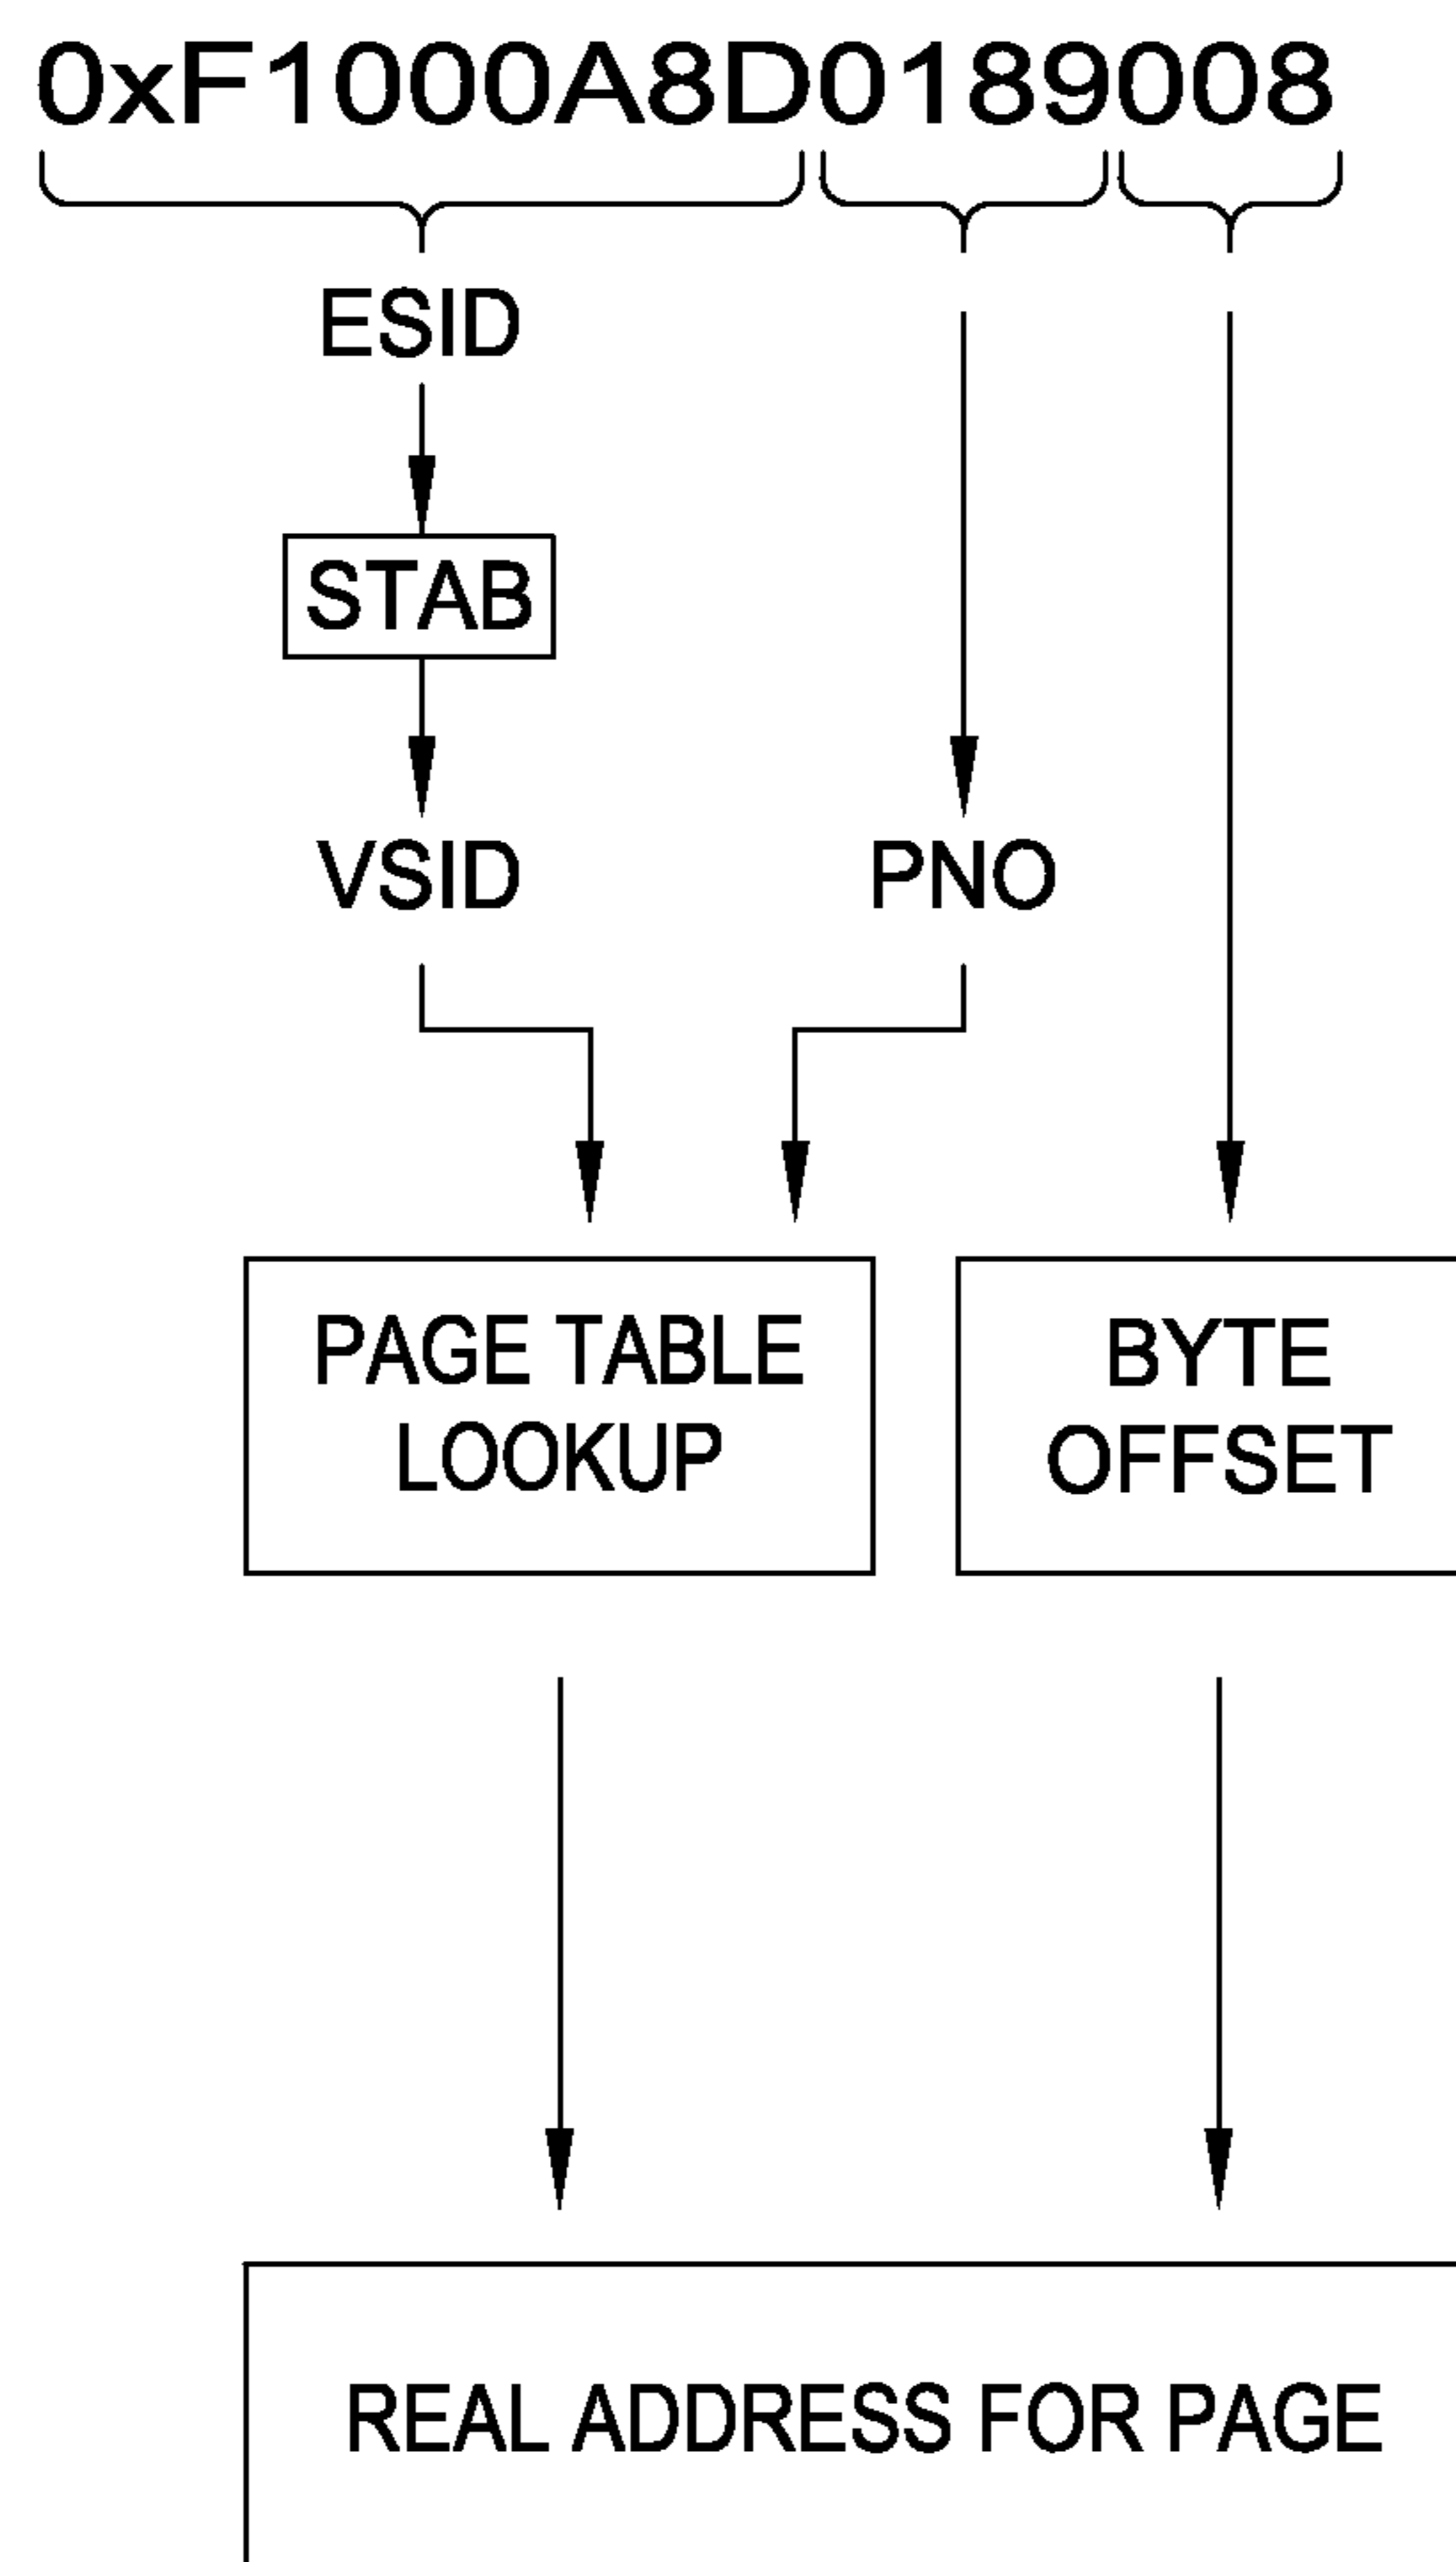 0xF1000A8D0189008
ESID
STAB
VSID
PNO
PAGE TABLE
LOOKUP
BYTE
OFFSET
REAL ADDRESS FOR PAGE